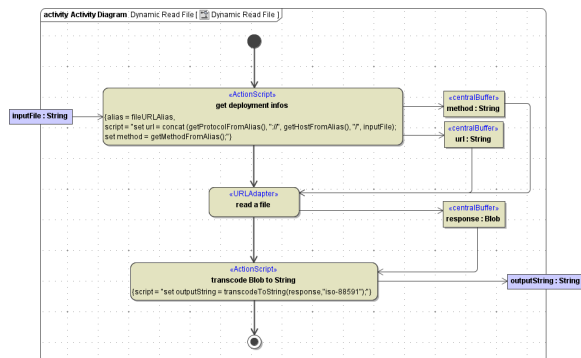 activity Activity Diagram Dynamic Read File [ Dynamic Read File ]
«ActionScript»
get deployment infos
{alias = fileURLAlias,
script = "set url = concat (getProtocolFromAlias(), "://", getHostFromAlias(), "/", inputFile);
set method = getMethodFromAlias();"}
inputFile : String
«centralBuffer»
method : String
«centralBuffer»
url : String
«URLAdapter»
read a file
«centralBuffer»
response : Blob
«ActionScript»
transcode Blob to String
{script = "set outputString = transcodeToString(response,"iso-88591");"}
outputString : String